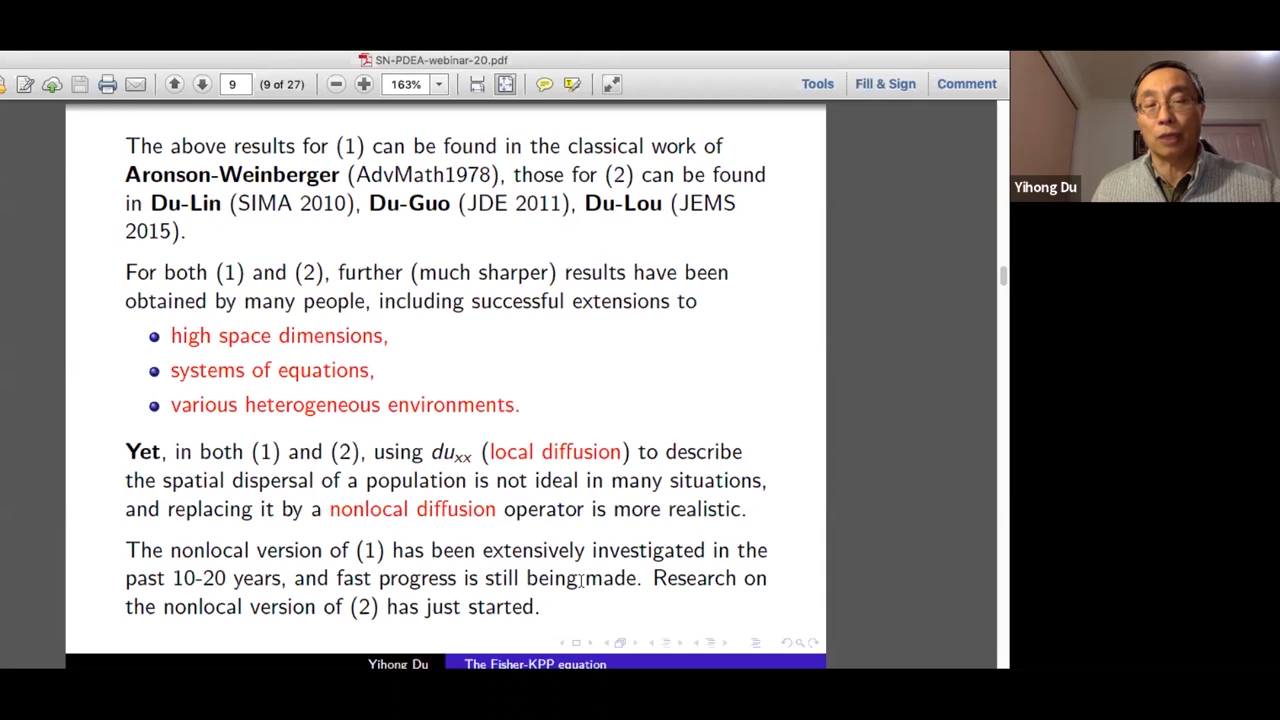 SN-PDEA-webinar-20.pdf
9 (9 of 27) 163% Tools Fill & Sign Comment
The above results for (1) can be found in the classical work of
Aronson-Weinberger (AdvMath1978), those for (2) can be found
in Du-Lin (SIMA 2010), Du-Guo (JDE 2011), Du-Lou (JEMS
2015).
For both (1) and (2), further (much sharper) results have been
obtained by many people, including successful extensions to
high space dimensions,
systems of equations,
various heterogeneous environments.
Yet, in both (1) and (2), using duxx (local diffusion) to describe
the spatial dispersal of a population is not ideal in many situations,
and replacing it by a nonlocal diffusion operator is more realistic.
The nonlocal version of (1) has been extensively investigated in the
past 10-20 years, and fast progress is still being made. Research on
the nonlocal version of (2) has just started.
Yihong Du The Fisher-KPP equation
Yihong Du